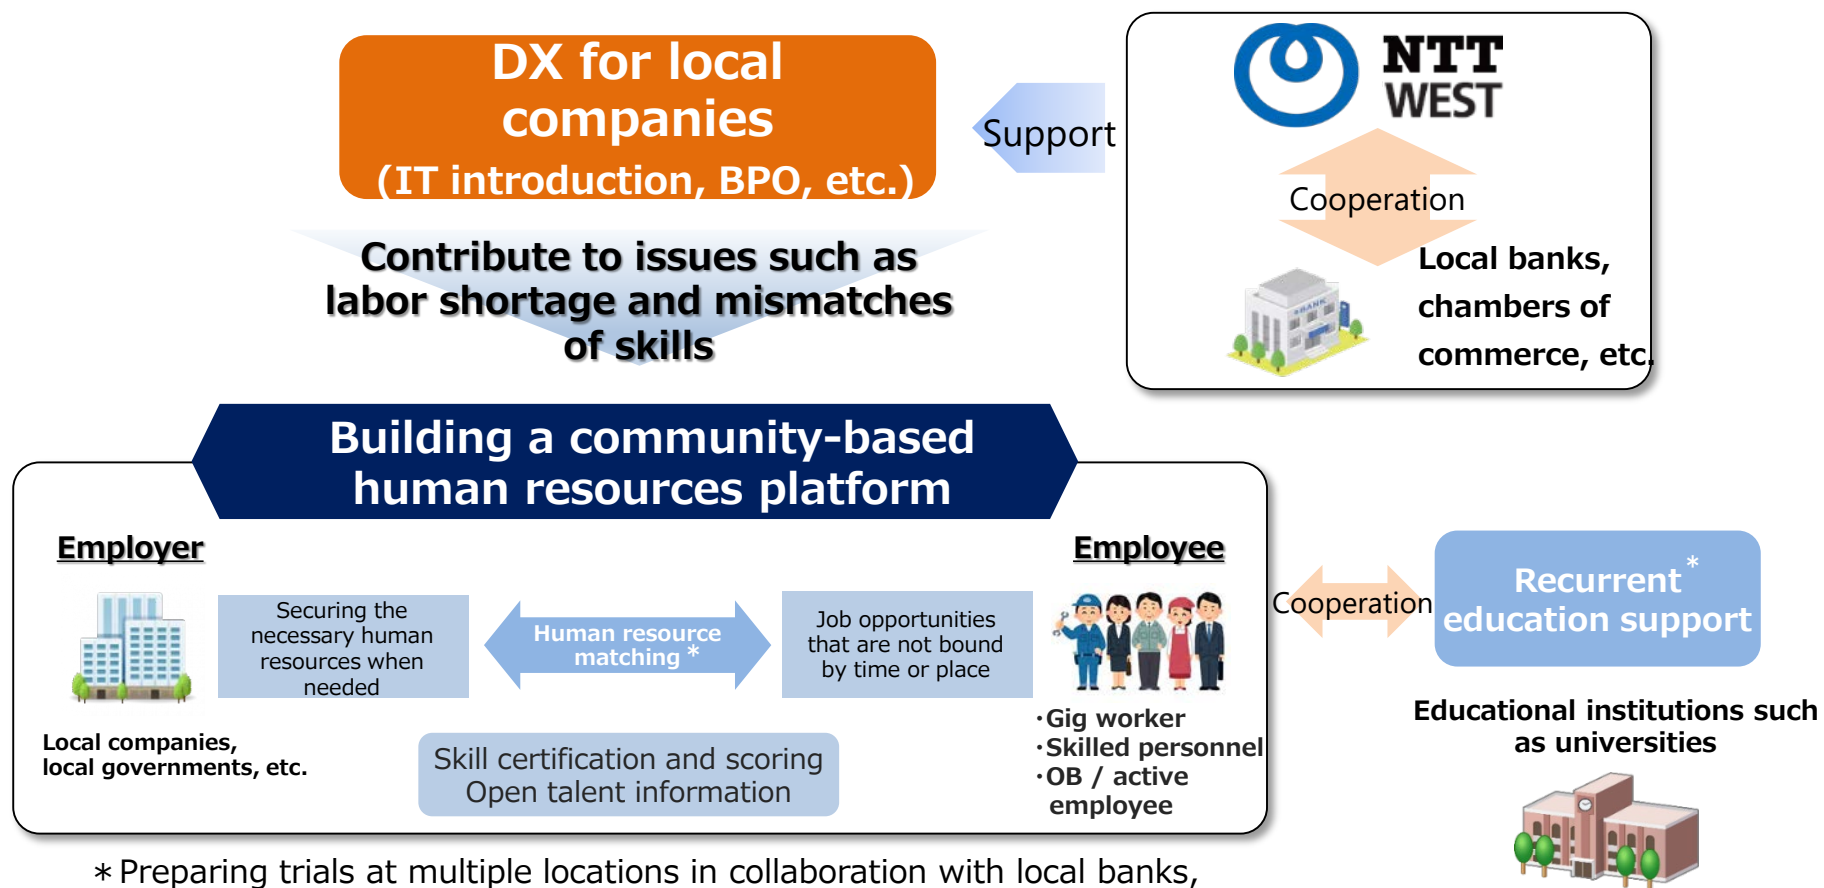 DX for local
companies
(IT introduction, BPO, etc.)
Support
NTT
WEST
Cooperation
BANK
Local banks,
chambers of
commerce, etc.
Contribute to issues such as
labor shortage and mismatches
of skills
Building a community-based
human resources platform
Employer
Securing the
necessary human
resources when
needed
Local companies,
local governments, etc.
Human resource
matching *
Skill certification and scoring
Open talent information
Job opportunities
that are not bound
by time or place
Employee
・Gig worker
・Skilled personnel
・OB / active
employee
Cooperation
Recurrent *
education support
Educational institutions such
as universities
* Preparing trials at multiple locations in collaboration with local banks,